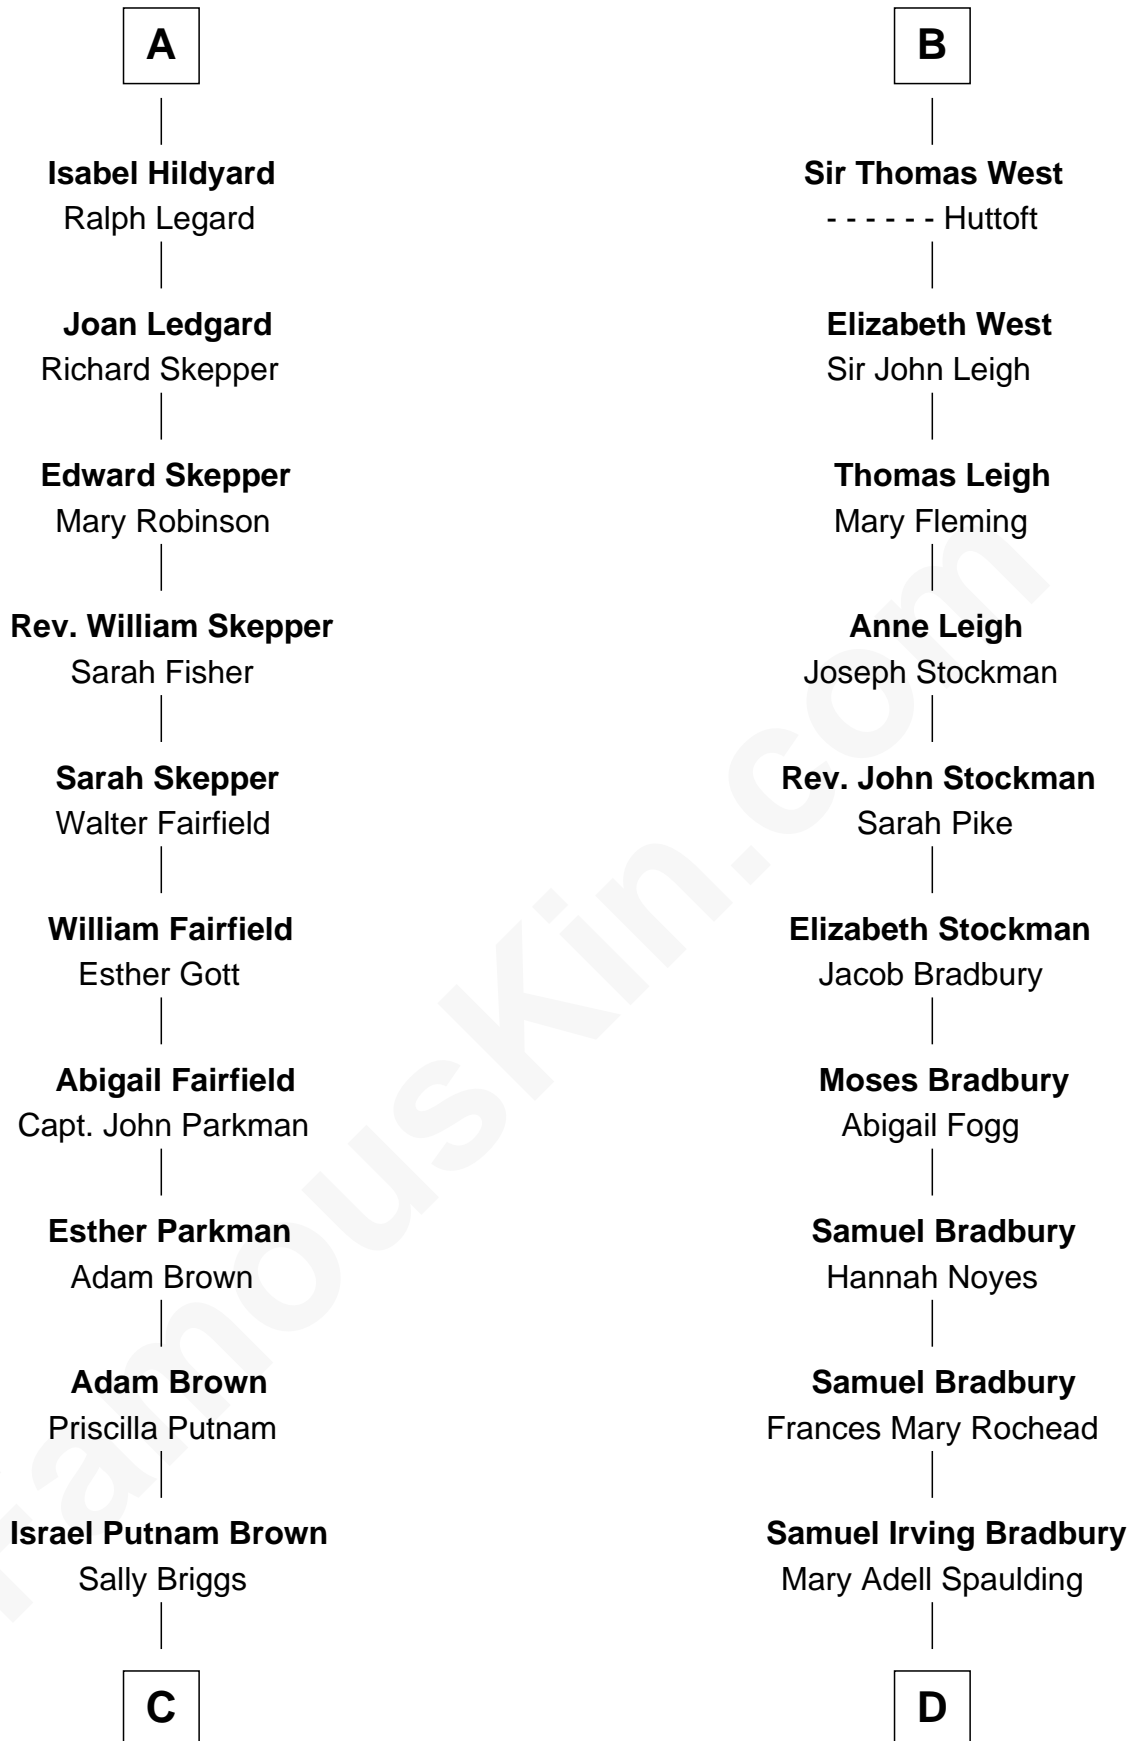 A
Isabel Hildyard
Ralph Legard
Joan Ledgard
Richard Skepper
Edward Skepper
Mary Robinson
Rev. William Skepper
Sarah Fisher
Sarah Skepper
Walter Fairfield
William Fairfield
Esther Gott
Abigail Fairfield
Capt. John Parkman
Esther Parkman
Adam Brown
Adam Brown
Priscilla Putnam
Israel Putnam Brown
Sally Briggs
C
B
Sir Thomas West
- - - - - - Huttoft
Elizabeth West
Sir John Leigh
Thomas Leigh
Mary Fleming
Anne Leigh
Joseph Stockman
Rev. John Stockman
Sarah Pike
Elizabeth Stockman
Jacob Bradbury
Moses Bradbury
Abigail Fogg
Samuel Bradbury
Hannah Noyes
Samuel Bradbury
Frances Mary Rochead
Samuel Irving Bradbury
Mary Adell Spaulding
D
FamousKin.com